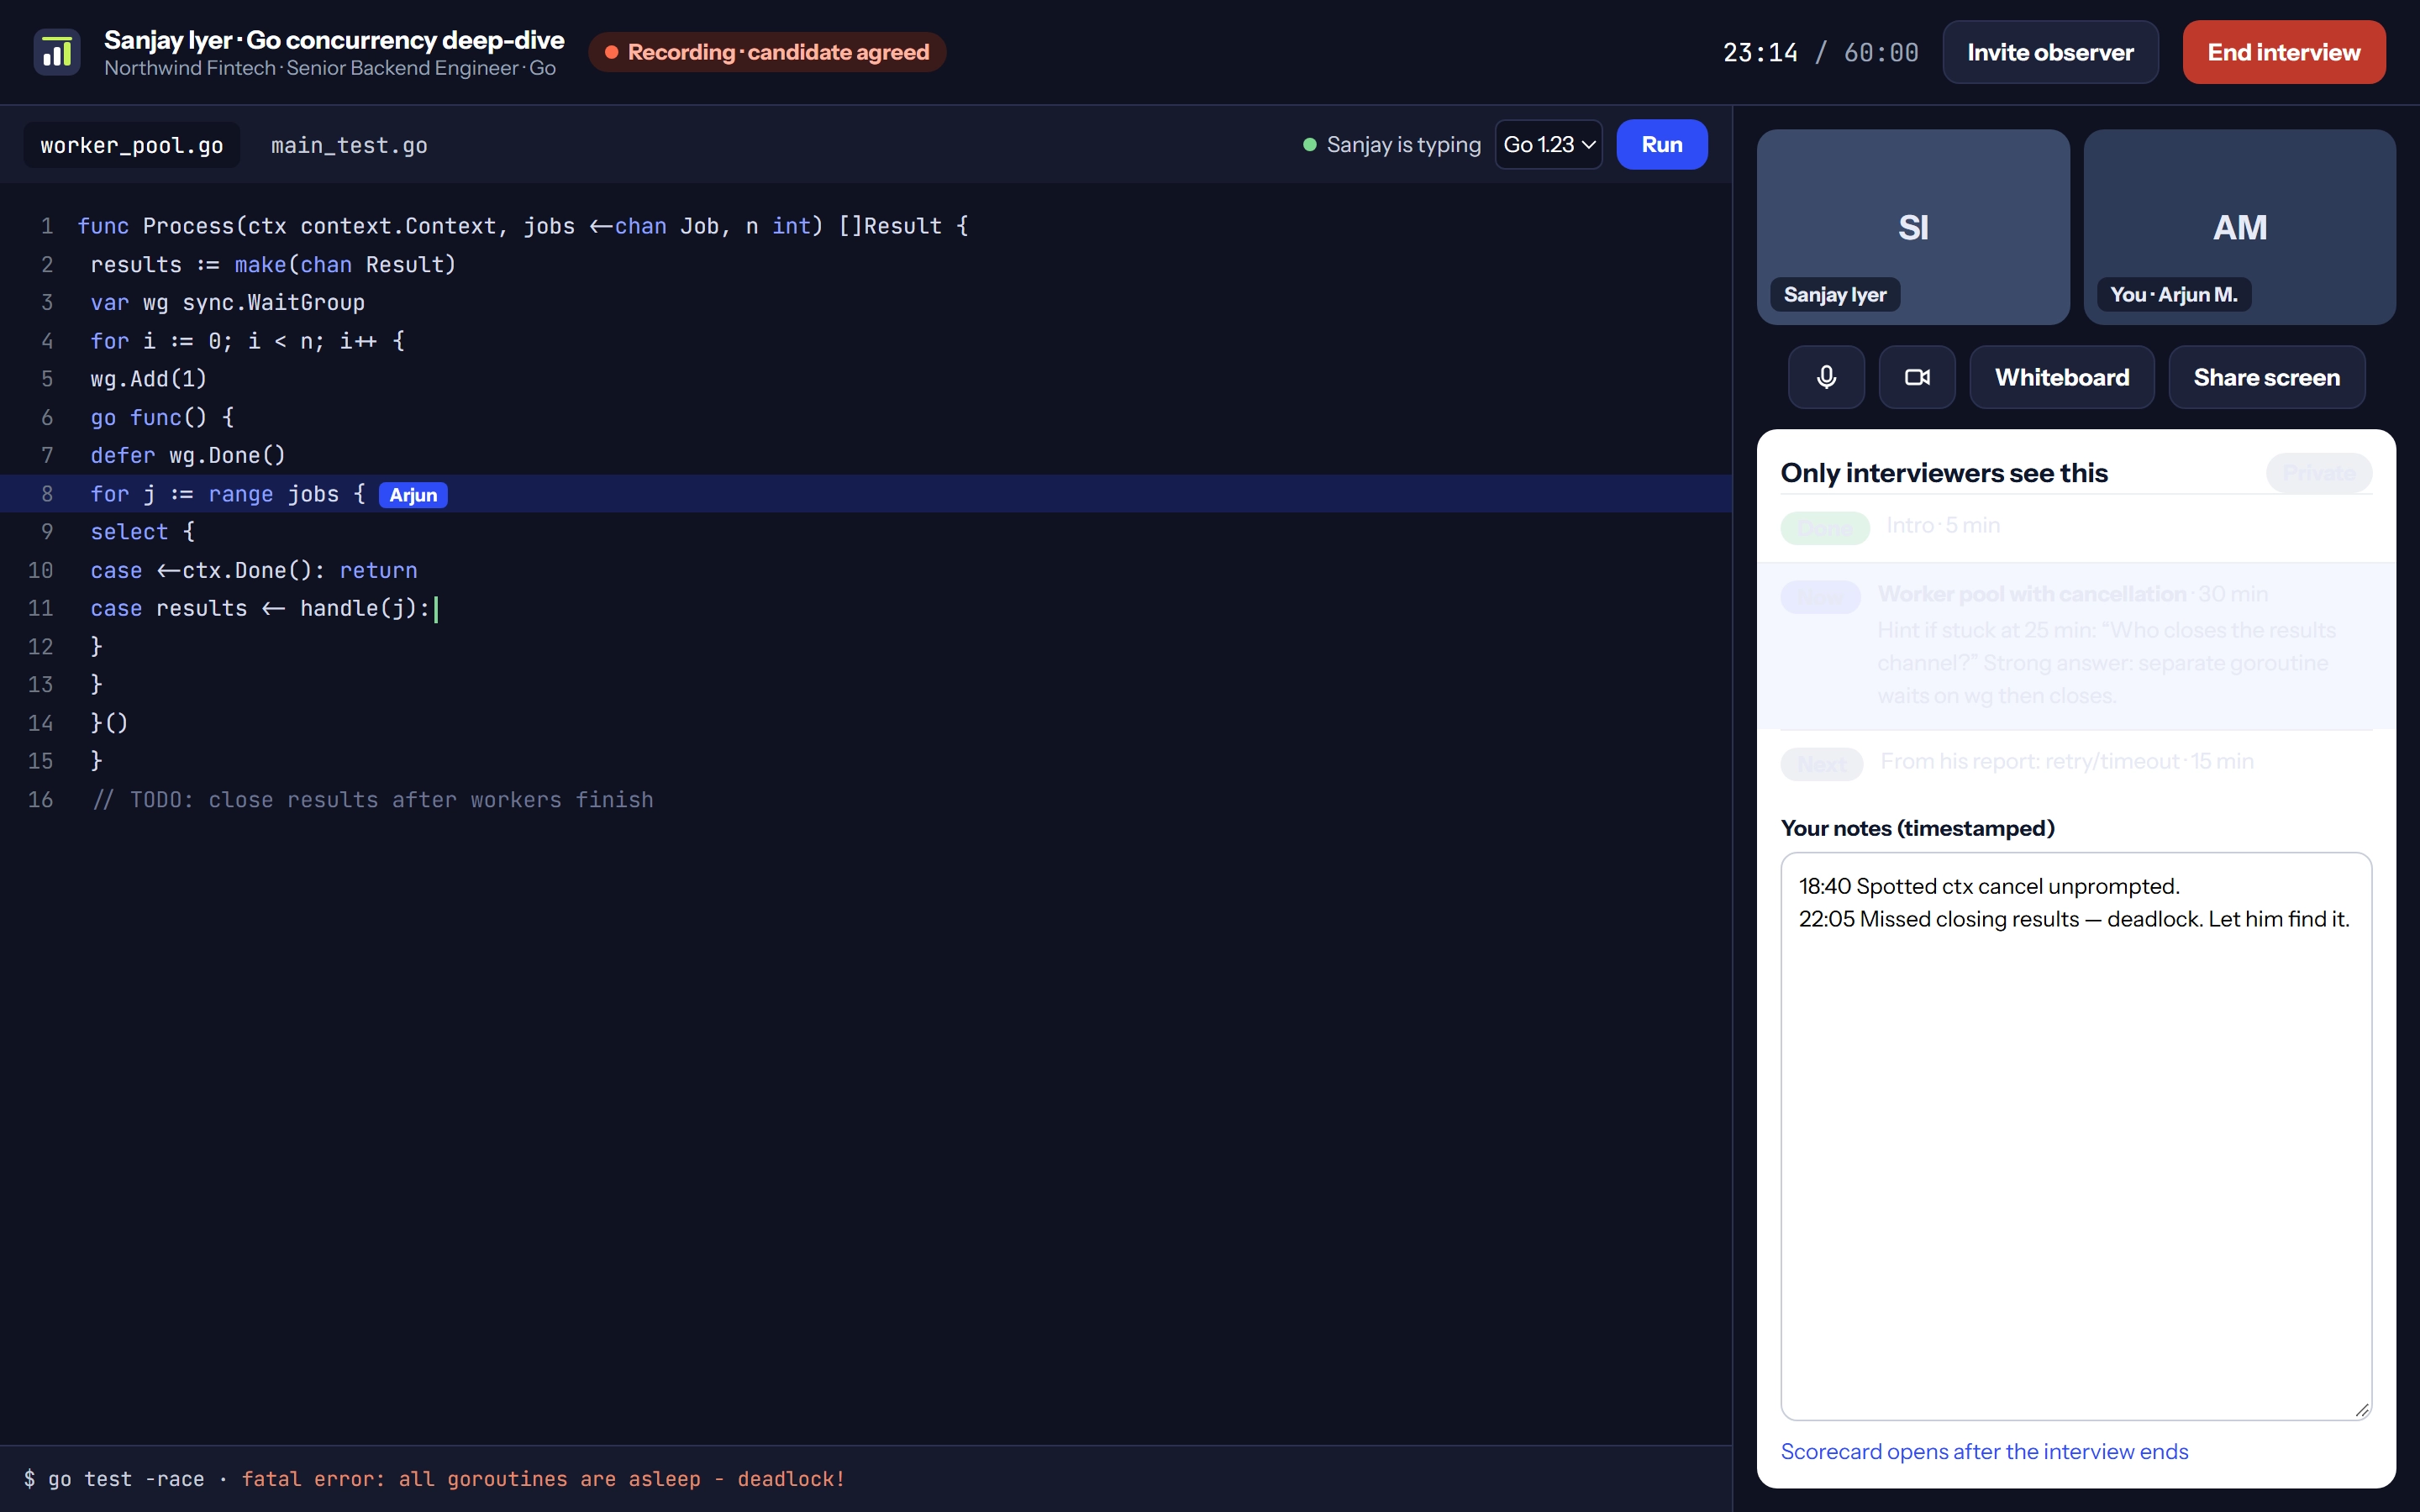 Sanjay Iyer · Go concurrency deep-dive
Northwind Fintech · Senior Backend Engineer · Go
Recording · candidate agreed
23:14 / 60:00
Invite observer
End interview
worker_pool.go
main_test.go
Sanjay is typing
Go 1.23
Run
1 func Process(ctx context.Context, jobs <-chan Job, n int) []Result {
2 results := make(chan Result)
3 var wg sync.WaitGroup
4 for i := 0; i < n; i++ {
5 wg.Add(1)
6 go func() {
7 defer wg.Done()
8 for j := range jobs { Arjun
9 select {
10 case <-ctx.Done(): return
11 case results <- handle(j):
12 }
13 }
14 }()
15 }
16 // TODO: close results after workers finish
$ go test -race · fatal error: all goroutines are asleep - deadlock!
SI
Sanjay Iyer
AM
You · Arjun M.
Whiteboard
Share screen
Only interviewers see this
Private
Done
Intro · 5 min
Worker pool with cancellation · 30 min
Hint if stuck at 25 min: “Who closes the results
channel?” Strong answer: separate goroutine
waits on wg then closes.
Next
From his report: retry/timeout · 15 min
Your notes (timestamped)
18:40 Spotted ctx cancel unprompted.
22:05 Missed closing results — deadlock. Let him find it.
Scorecard opens after the interview ends